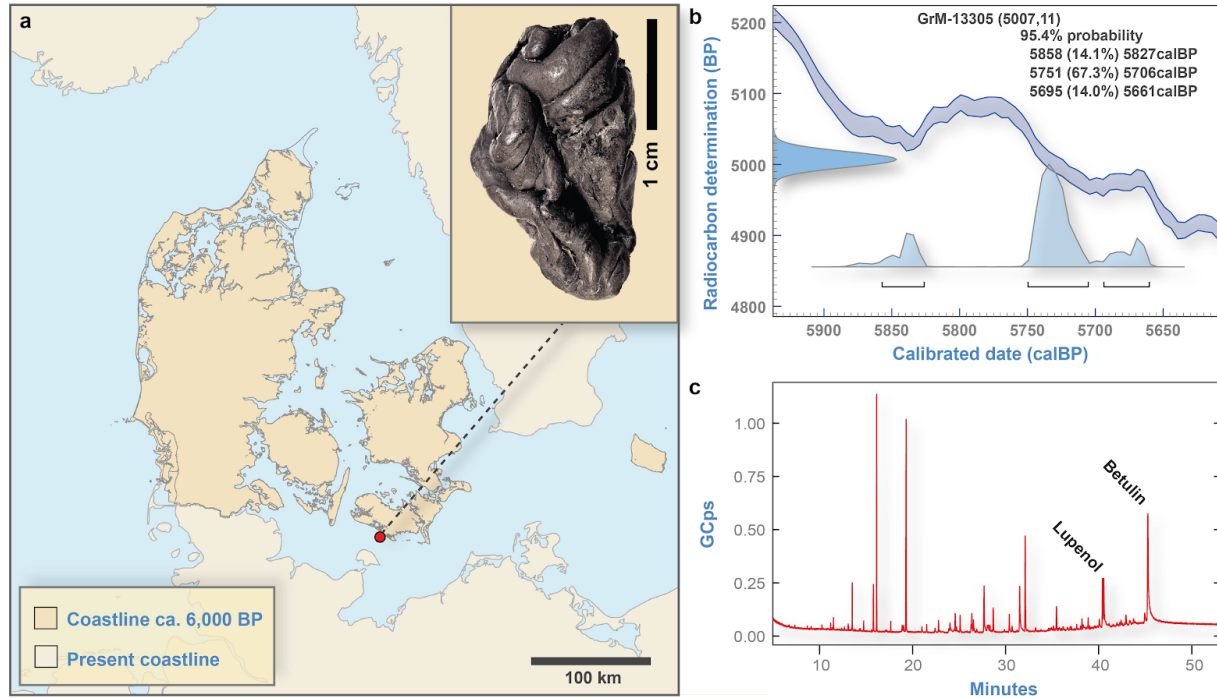 a
1 cm
Coastline ca. 6,000 BP
Present coastline
100 km
b
GrM-13305 (5007,11)
95.4% probability
5858 (14.1%) 5827calBP
5751 (67.3%) 5706calBP
5695 (14.0%) 5661calBP
Radiocarbon determination (BP)
5200
5100
5000
4900
4800
5900
5850
5800
5750
5700
5650
Calibrated date (calBP)
c
GCps
1.00
0.75
0.50
0.25
0.00
Lupenol
Betulin
10
20
30
40
50
Minutes